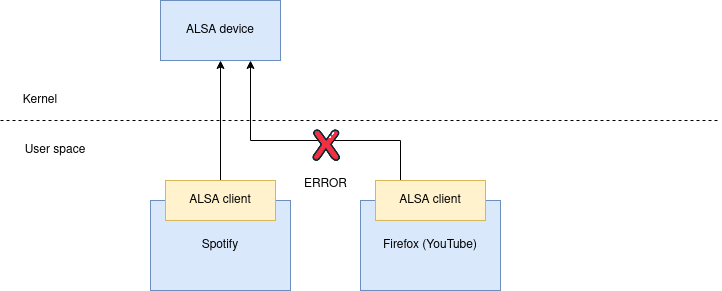 ALSA device
Kernel
User space
ERROR
ALSA client
ALSA client
Spotify
Firefox (YouTube)